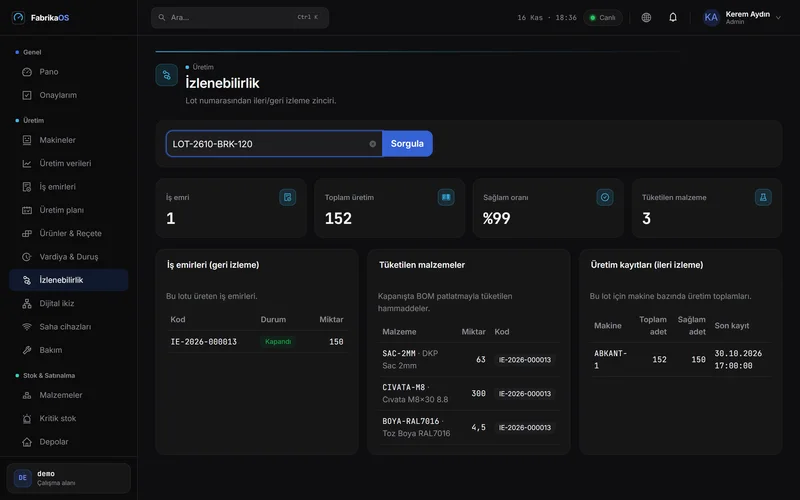 FabrikaOS
Ara...
Ctrl K
16 Kas · 18:36
Canlı
KA
Kerem Aydın
Admin
Genel
Pano
Onaylarım
Üretim
Makineler
Üretim verileri
İş emirleri
Üretim planı
Ürünler & Reçete
Vardiya & Duruş
İzlenebilirlik
Dijital ikiz
Saha cihazları
Bakım
Stok & Satınalma
Malzemeler
Kritik stok
Depolar
DE
demo
Çalışma alanı
Üretim
İzlenebilirlik
Lot numarasından ileri/geri izleme zinciri.
LOT-2610-BRK-120
Sorgula
İş emri
1
Toplam üretim
152
Sağlam oranı
%99
Tüketilen malzeme
3
İş emirleri (geri izleme)
Bu lotu üreten iş emirleri.
Kod Durum Miktar
IE-2026-000013 Kapandı 150
Tüketilen malzemeler
Kapanışta BOM patlatmayla tüketilen
hammaddeler.
Malzeme Miktar Kod
SAC-2MM · DKP
Sac 2mm
63 IE-2026-000013
CIVATA-M8 ·
Cıvata M8×30 8.8
300 IE-2026-000013
BOYA-RAL7016 ·
Toz Boya RAL7016
4,5 IE-2026-000013
Üretim kayıtları (ileri izleme)
Bu lot için makine bazında üretim toplamları.
Makine Toplam adet Sağlam adet Son kayıt
ABKANT-
1
152 150 30.10.2026
17:00:00